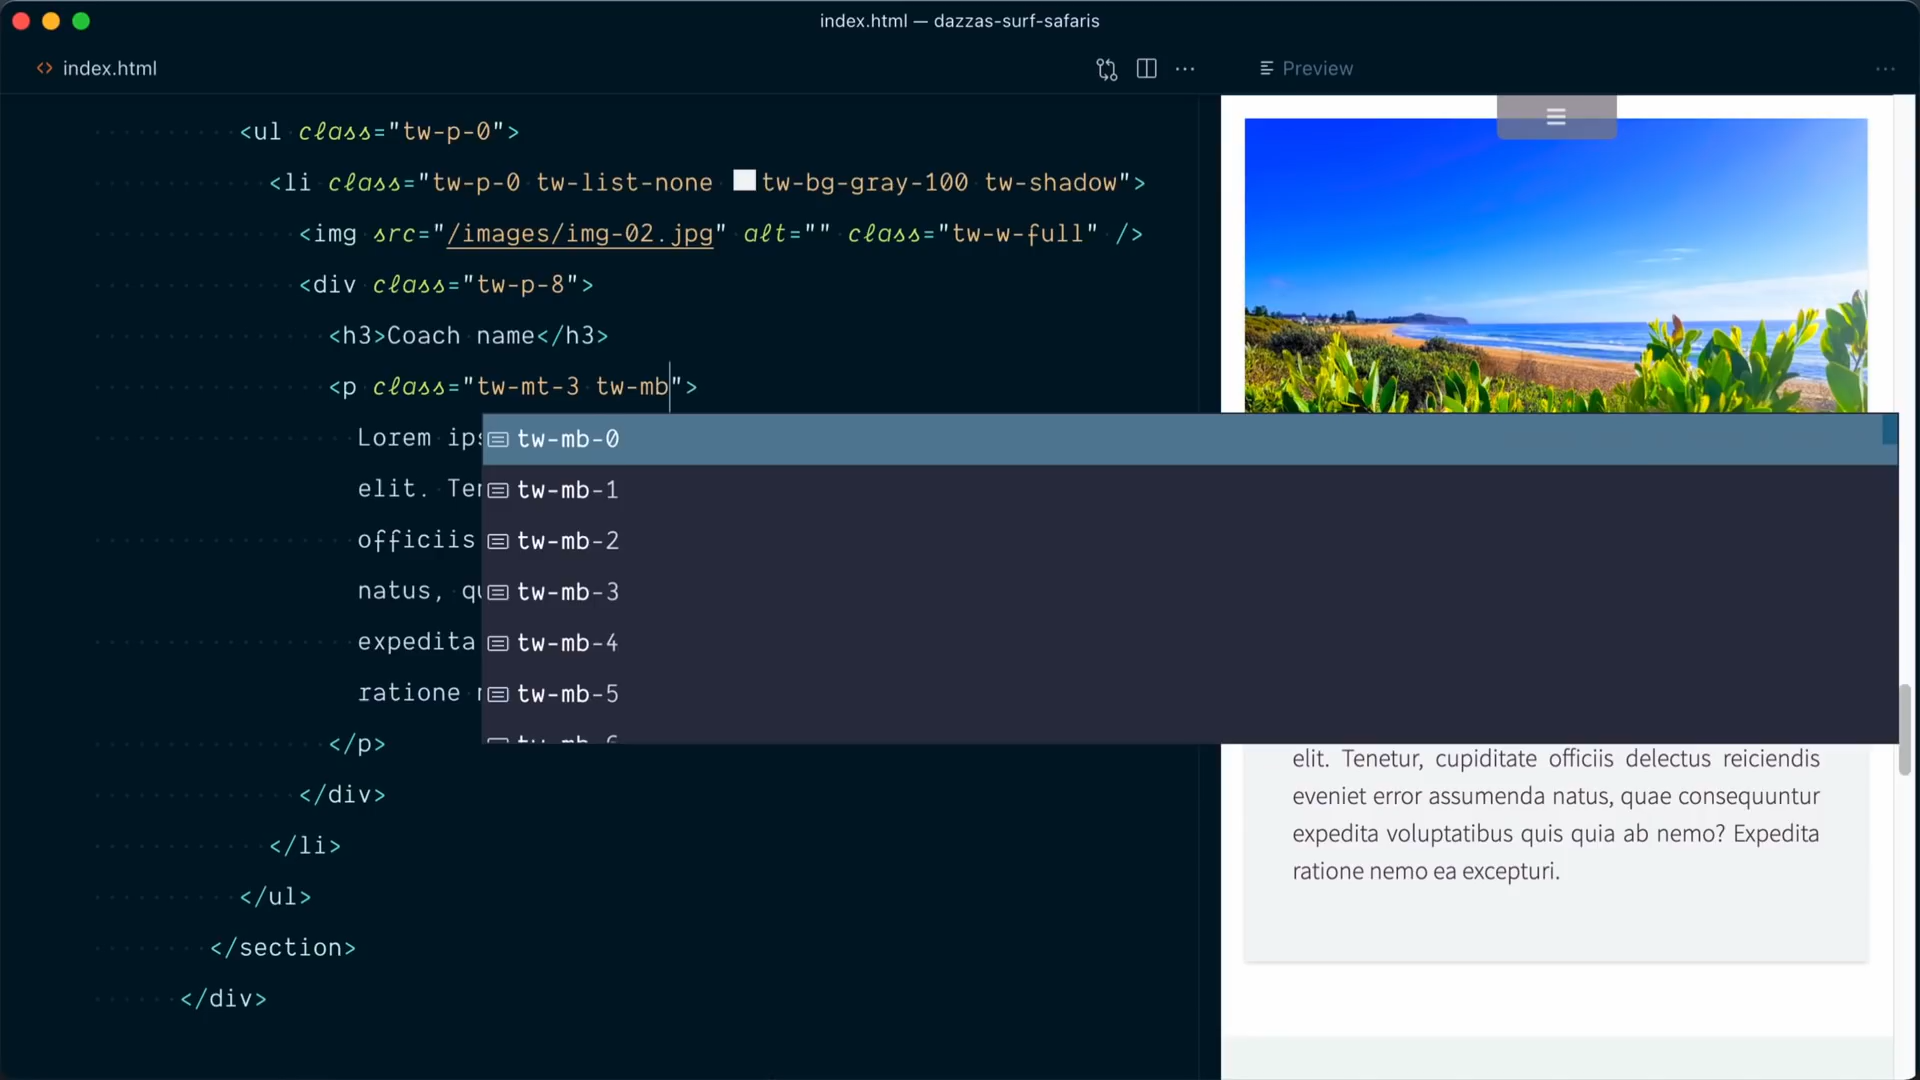 index.html — dazzas-surf-safaris
<> index.html
Preview
<ul class="tw-p-0">
<li class="tw-p-0 tw-list-none tw-bg-gray-100 tw-shadow">
<img src="/images/img-02.jpg" alt="" class="tw-w-full" />
<div class="tw-p-8">
<h3>Coach name</h3>
<p class="tw-mt-3 tw-mb">
Lorem
elit.
officiis
natus,
expedita
ratione
tw-mb-0
tw-mb-1
tw-mb-2
tw-mb-3
tw-mb-4
tw-mb-5
</p>
</div>
</li>
</ul>
</section>
</div>
elit. Tenetur, cupiditate officiis delectus reiciendis
eveniet error assumenda natus, quae consequuntur
expedita voluptatibus quis quia ab nemo? Expedita
ratione nemo ea excepturi.